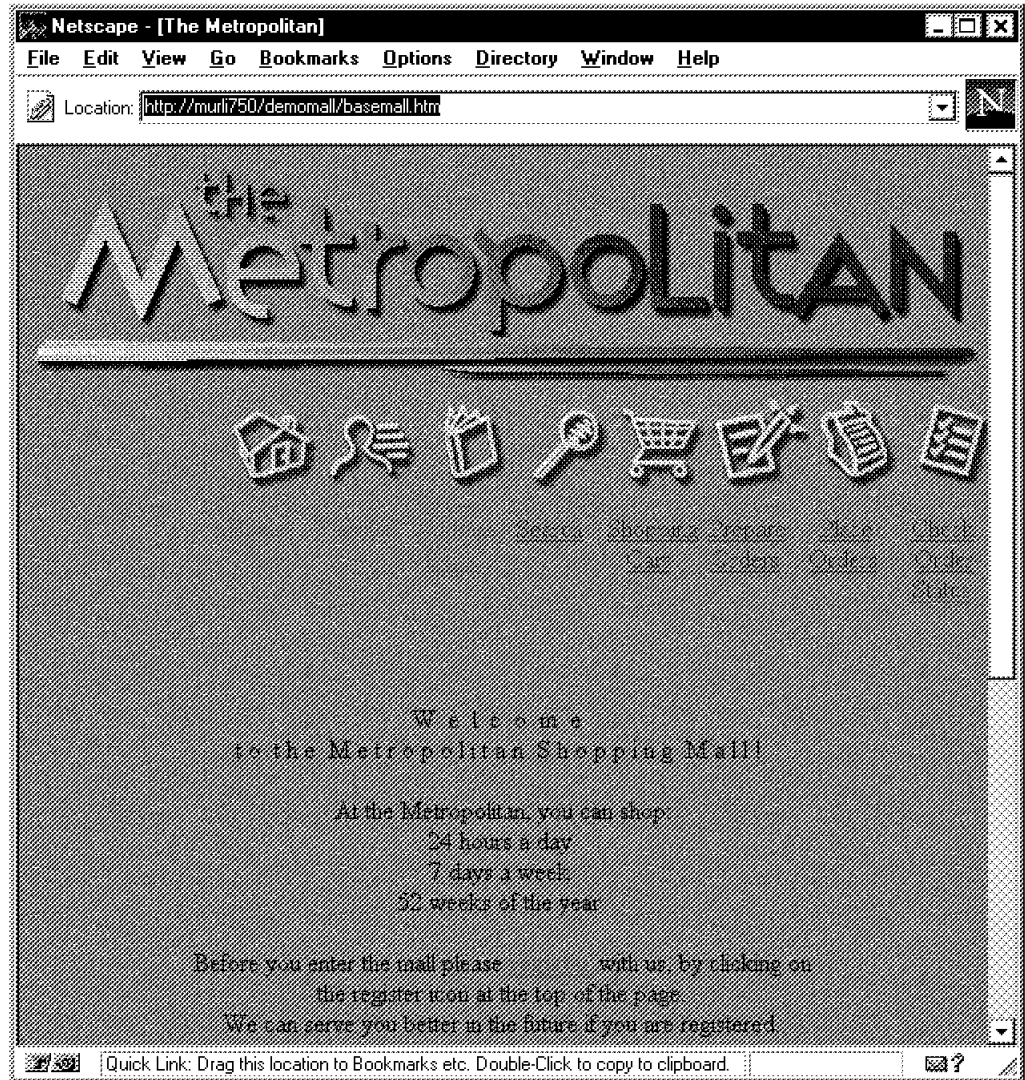 Netscape - [The Metropolitan]
File Edit View Go Bookmarks Options Directory Window Help
Location: http://murli750/demomall/basemall.htm
N
the
MetropoLitAN
Search Shopping Prepare Place Check
Cart Orders Orders Order
Status
Welcome
to the Metropolitan Shopping Mall!
At the Metropolitan, you can shop:
24 hours a day
7 days a week
52 weeks of the year
Before you enter the mall please with us, by clicking on
the register icon at the top of the page.
We can serve you better in the future if you are registered.
Quick Link: Drag this location to Bookmarks etc. Double-Click to copy to clipboard. ?